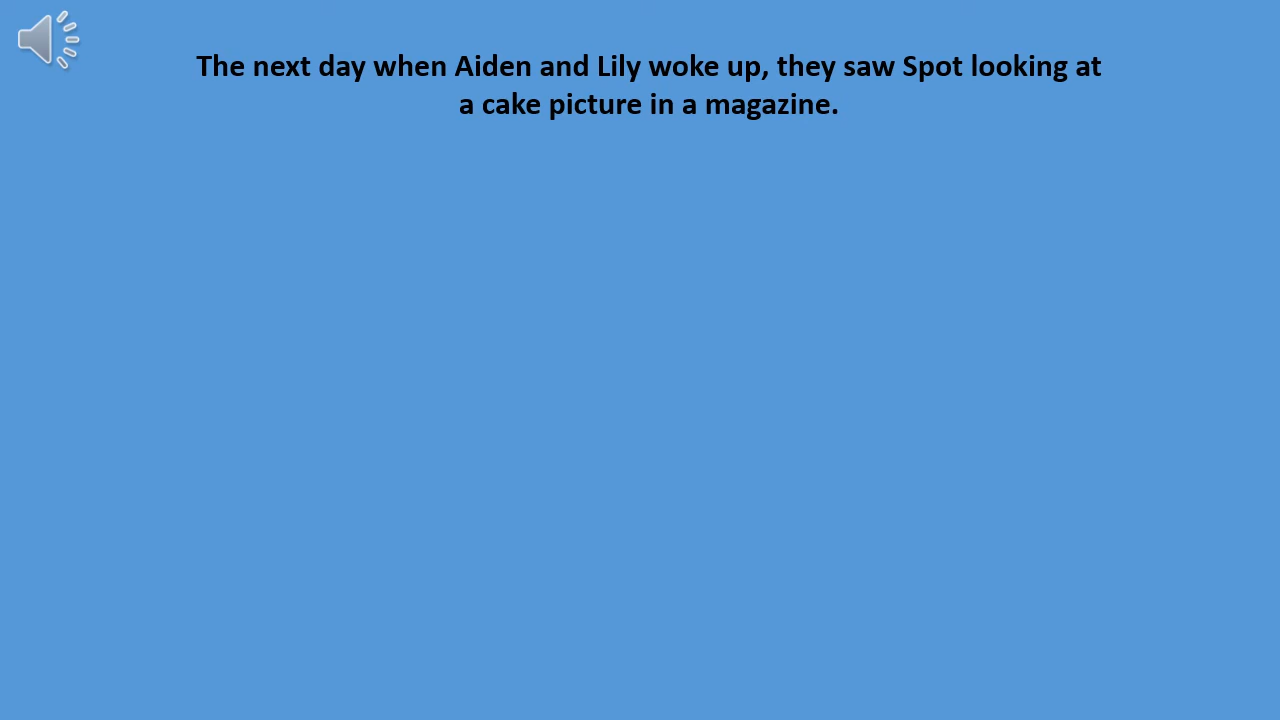 The next day when Aiden and Lily woke up, they saw Spot looking at
a cake picture in a magazine.